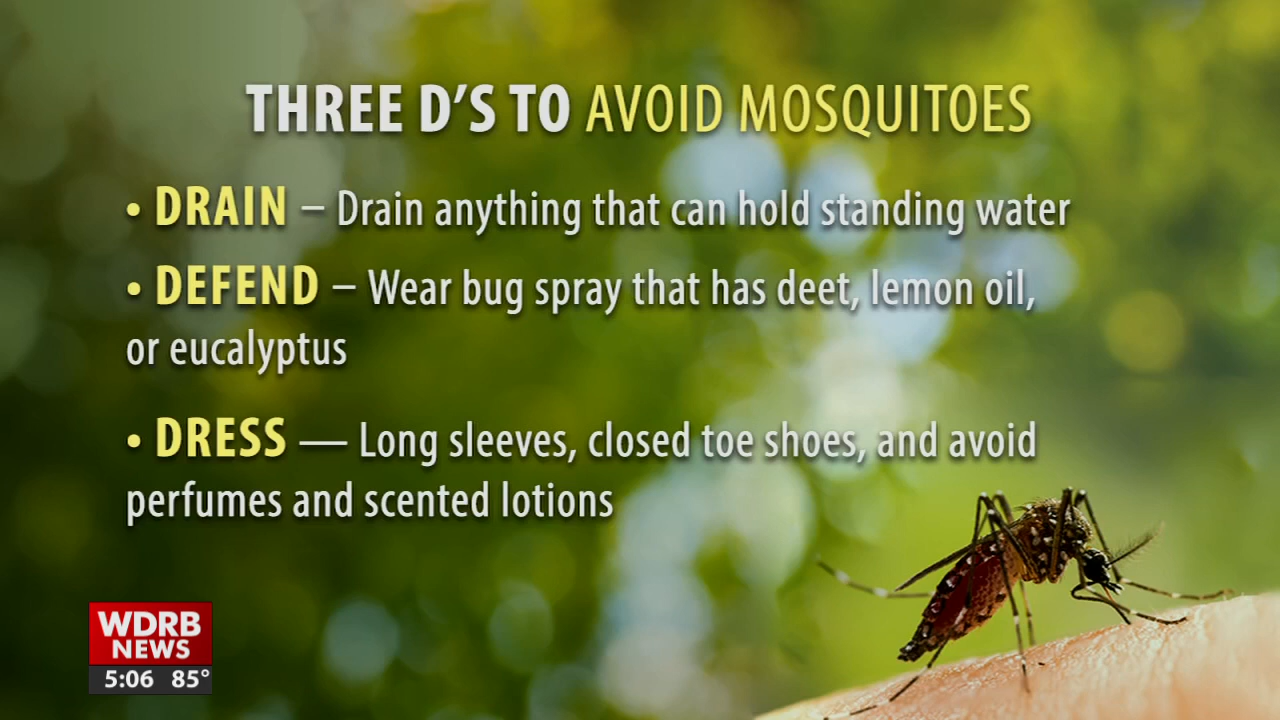 THREE D'S TO AVOID MOSQUITOES
• DRAIN – Drain anything that can hold standing water
• DEFEND – Wear bug spray that has deet, lemon oil,
or eucalyptus
• DRESS — Long sleeves, closed toe shoes, and avoid
perfumes and scented lotions
WDRB
NEWS
5:06 85°